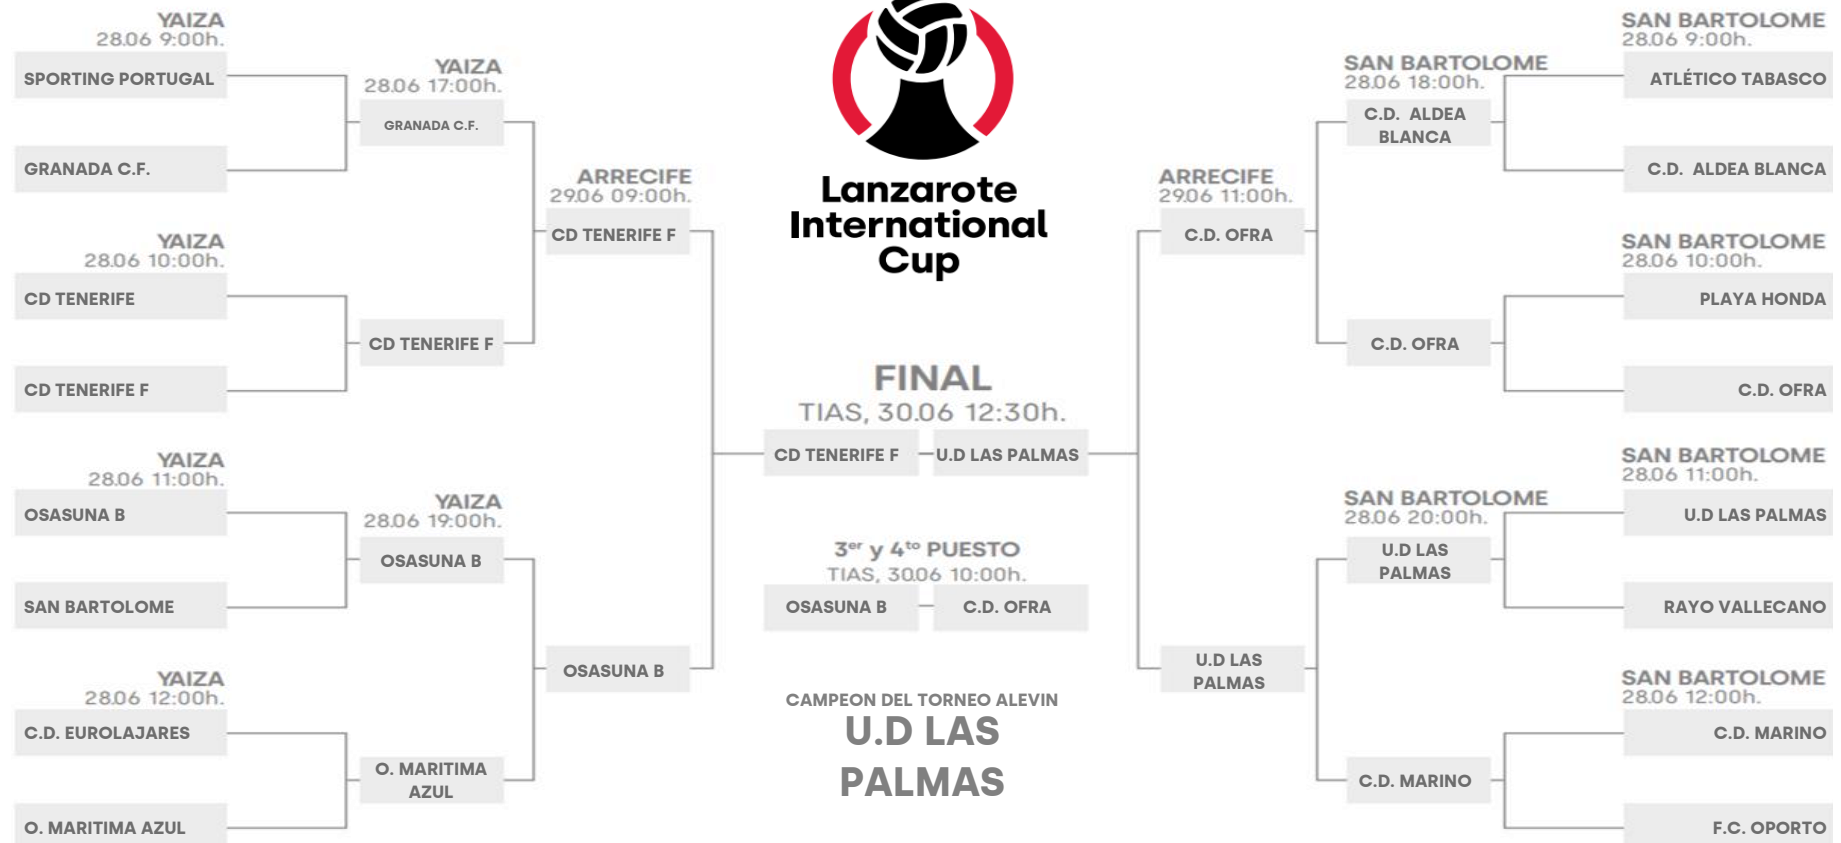 YAIZA
28.06 9:00h.
SPORTING PORTUGAL
GRANADA C.F.
YAIZA
28.06 10:00h.
CD TENERIFE
CD TENERIFE F
YAIZA
28.06 11:00h.
OSASUNA B
SAN BARTOLOME
YAIZA
28.06 12:00h.
C.D. EUROLAJARES
O. MARITIMA AZUL
YAIZA
28.06 17:00h.
GRANADA C.F.
CD TENERIFE F
YAIZA
28.06 19:00h.
OSASUNA B
O. MARITIMA
AZUL
ARRECIFE
29.06 09:00h.
CD TENERIFE F
OSASUNA B
Lanzarote
International
Cup
FINAL
TIAS, 30.06 12:30h.
CD TENERIFE F
U.D LAS PALMAS
3er y 4to PUESTO
TIAS, 30.06 10:00h.
OSASUNA B
C.D. OFRA
CAMPEON DEL TORNEO ALEVIN
U.D LAS
PALMAS
ARRECIFE
29.06 11:00h.
C.D. OFRA
U.D LAS
PALMAS
SAN BARTOLOME
28.06 18:00h.
C.D. ALDEA
BLANCA
C.D. OFRA
SAN BARTOLOME
28.06 20:00h.
U.D LAS
PALMAS
C.D. MARINO
SAN BARTOLOME
28.06 9:00h.
ATLÉTICO TABASCO
C.D. ALDEA BLANCA
SAN BARTOLOME
28.06 10:00h.
PLAYA HONDA
C.D. OFRA
SAN BARTOLOME
28.06 11:00h.
U.D LAS PALMAS
RAYO VALLECANO
SAN BARTOLOME
28.06 12:00h.
C.D. MARINO
F.C. OPORTO